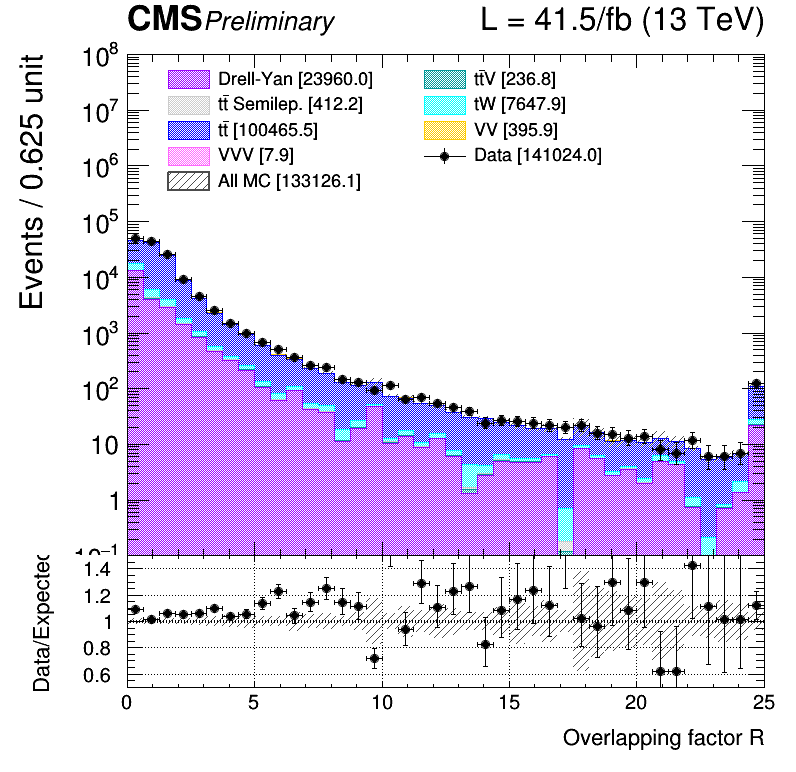 CMS Preliminary L = 41.5/fb (13 TeV)
Events / 0.625 unit
10⁸
10⁷
10⁶
10⁵
10⁴
10³
10²
10
1
10⁻¹
Drell-Yan [23960.0]
tt̄ Semilep. [412.2]
tt̄ [100465.5]
VVV [7.9]
All MC [133126.1]
tt̄V [236.8]
tW [7647.9]
VV [395.9]
Data [141024.0]
Data/Expected
1.4
1.2
1
0.8
0.6
0 5 10 15 20 25
Overlapping factor R